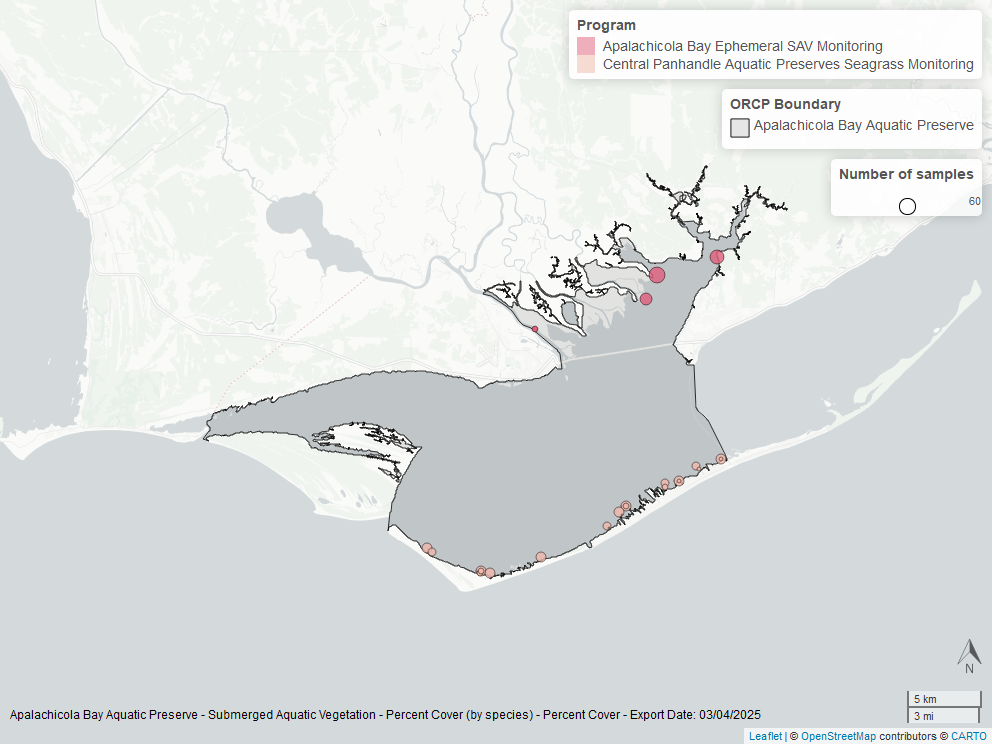 Program
Apalachicola Bay Ephemeral SAV Monitoring
Central Panhandle Aquatic Preserves Seagrass Monitoring
ORCP Boundary
Apalachicola Bay Aquatic Preserve
Number of samples
60
N
5 km
3 mi
Apalachicola Bay Aquatic Preserve - Submerged Aquatic Vegetation - Percent Cover (by species) - Percent Cover - Export Date: 03/04/2025
Leaflet | © OpenStreetMap contributors © CARTO